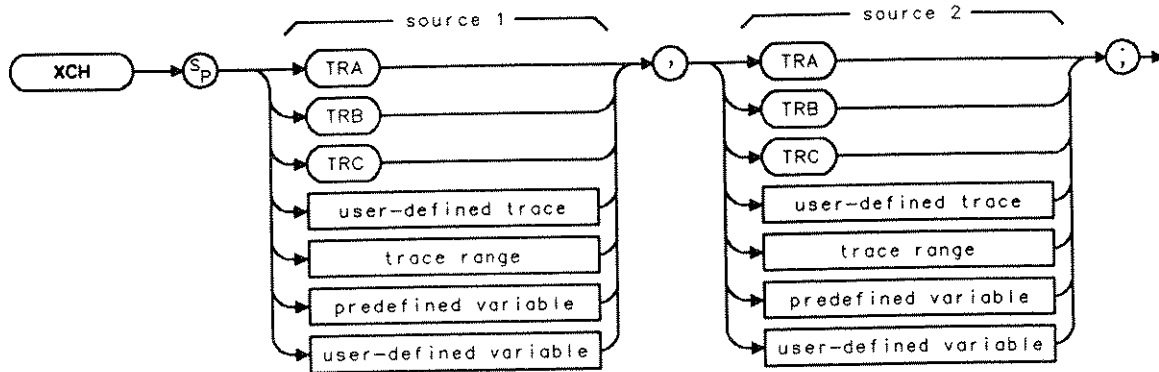 source 1 source 2
XCH SP TRA , TRA ;
TRB TRB
TRC TRC
user-defined trace user-defined trace
trace range trace range
predefined variable predefined variable
user-defined variable user-defined variable